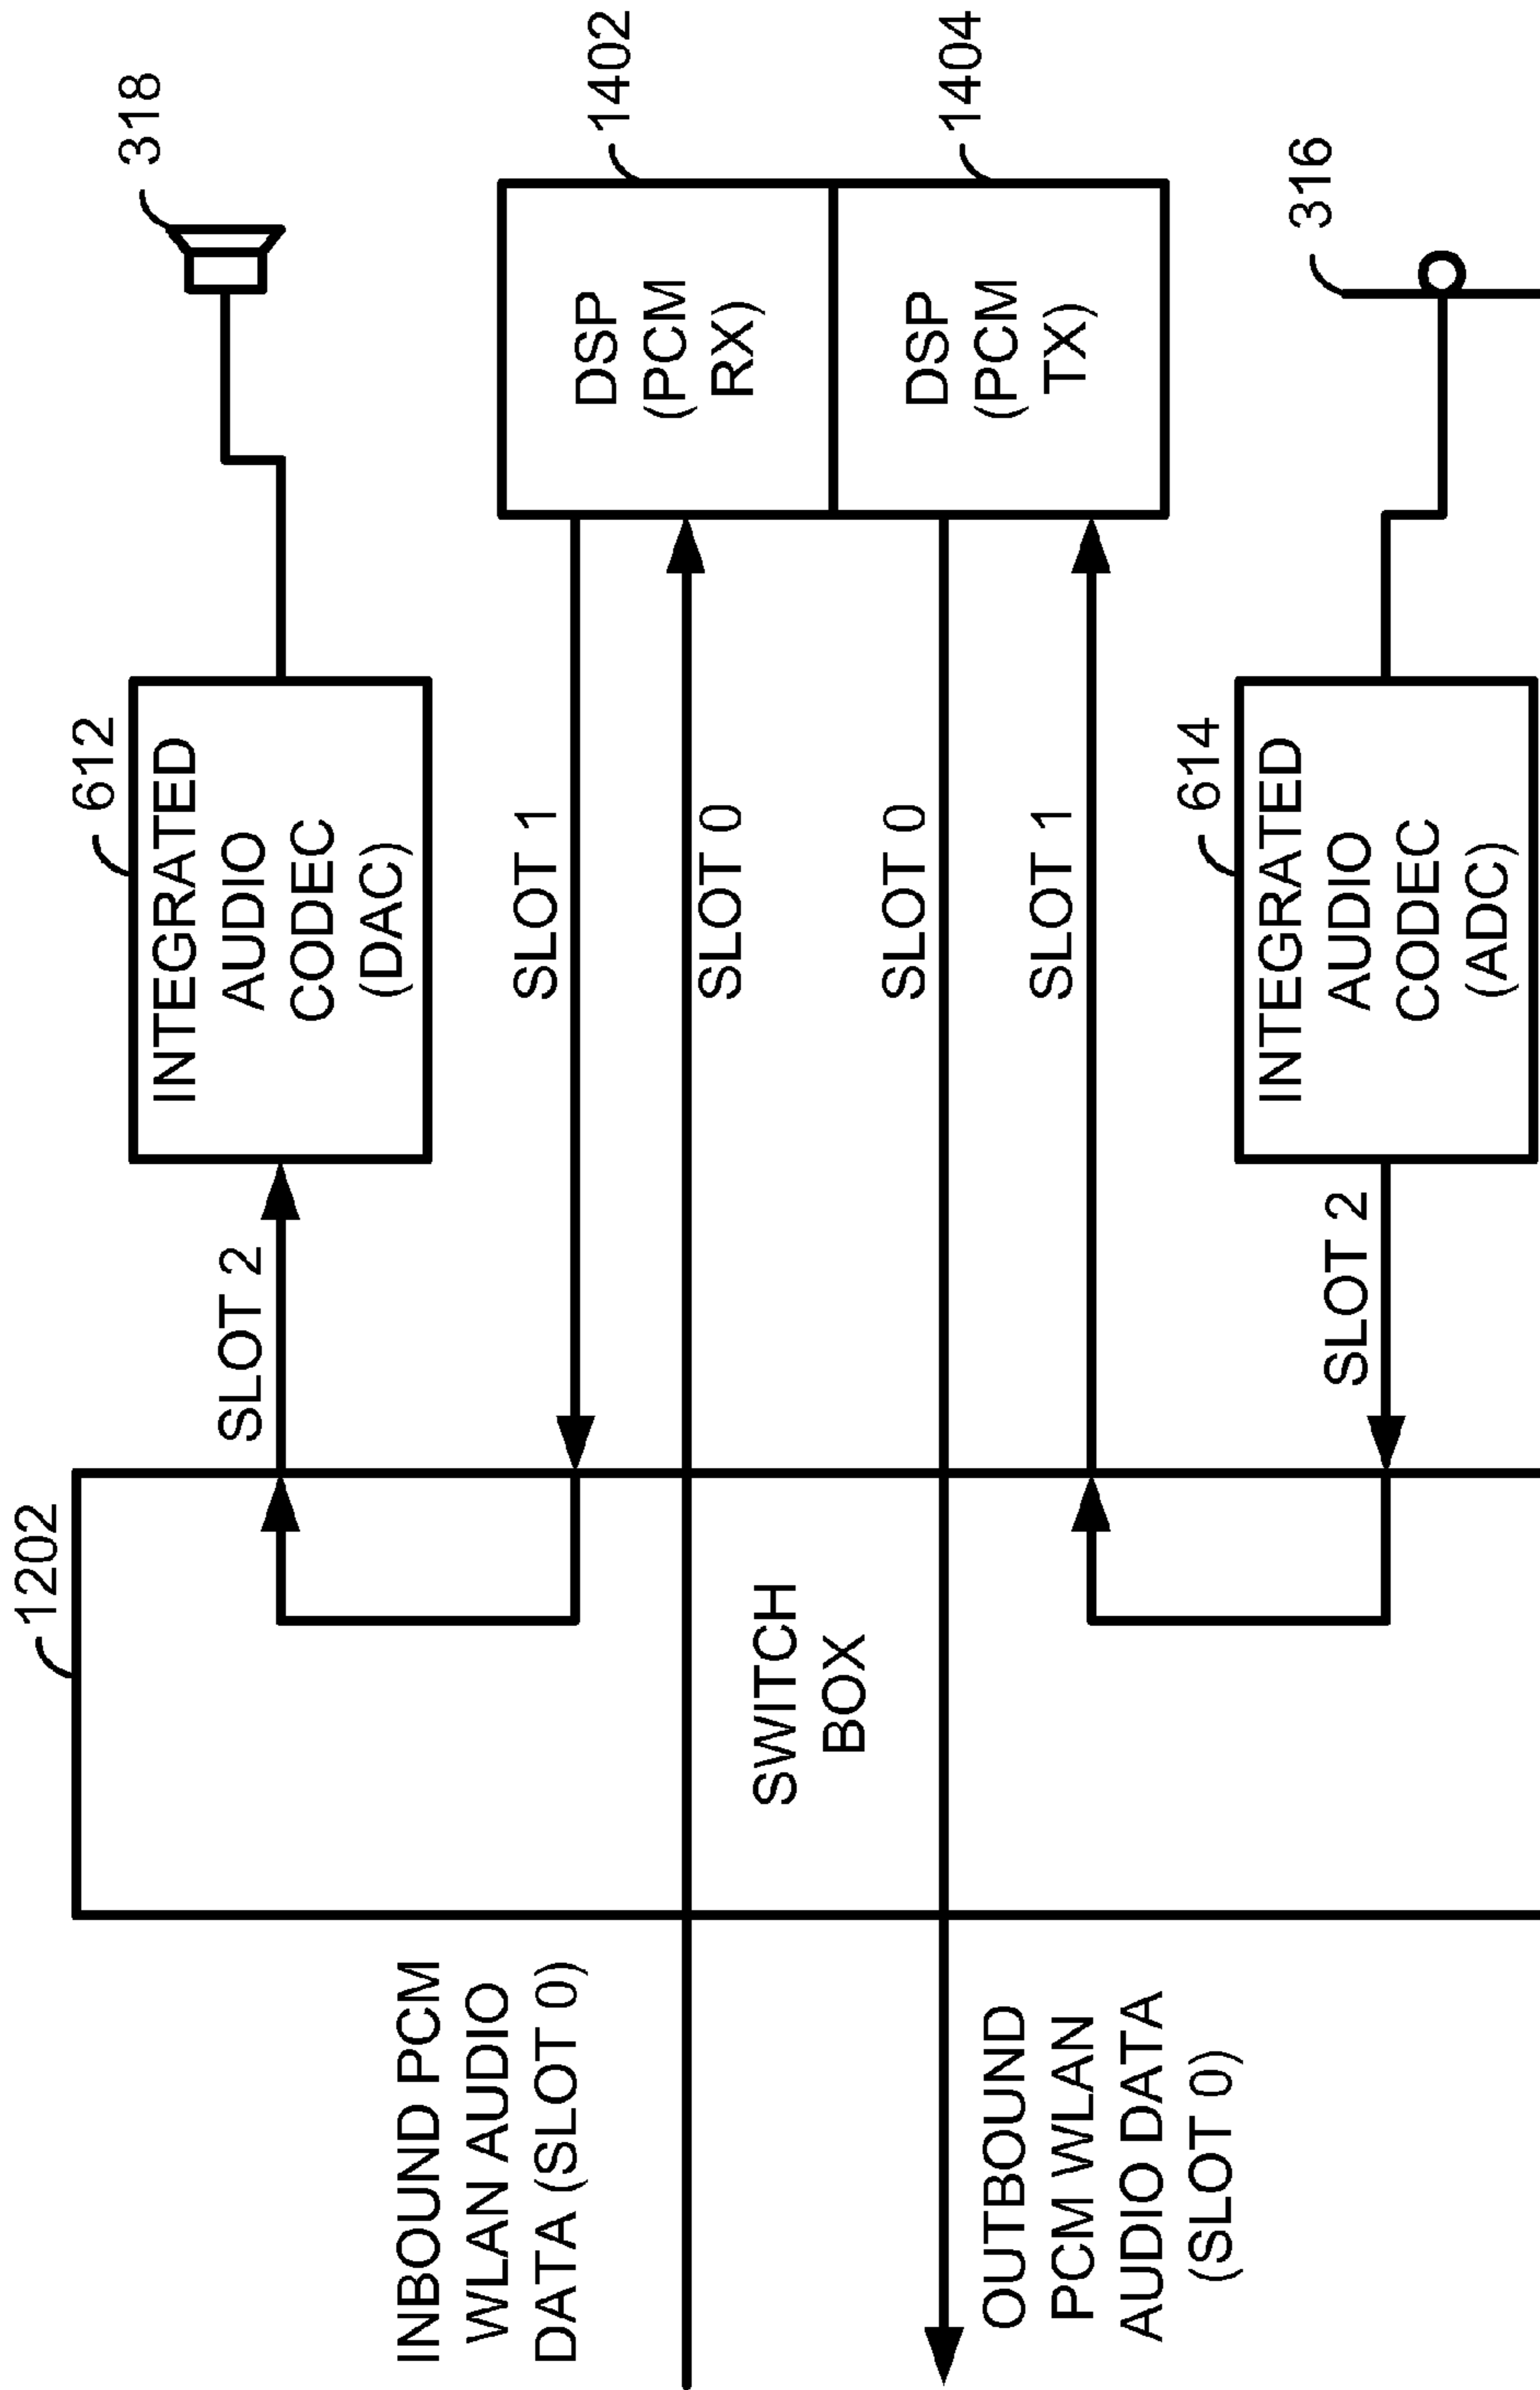 1202
612
318
INTEGRATED
AUDIO
CODEC
(DAC)
SLOT 2
INBOUND PCM
WLAN AUDIO
DATA (SLOT 0)
SLOT 1
SLOT 0
DSP
(PCM
RX)
1402
SWITCH
BOX
SLOT 0
SLOT 1
DSP
(PCM
TX)
1404
OUTBOUND
PCM WLAN
AUDIO DATA
(SLOT 0)
614
316
INTEGRATED
AUDIO
CODEC
(ADC)
SLOT 2